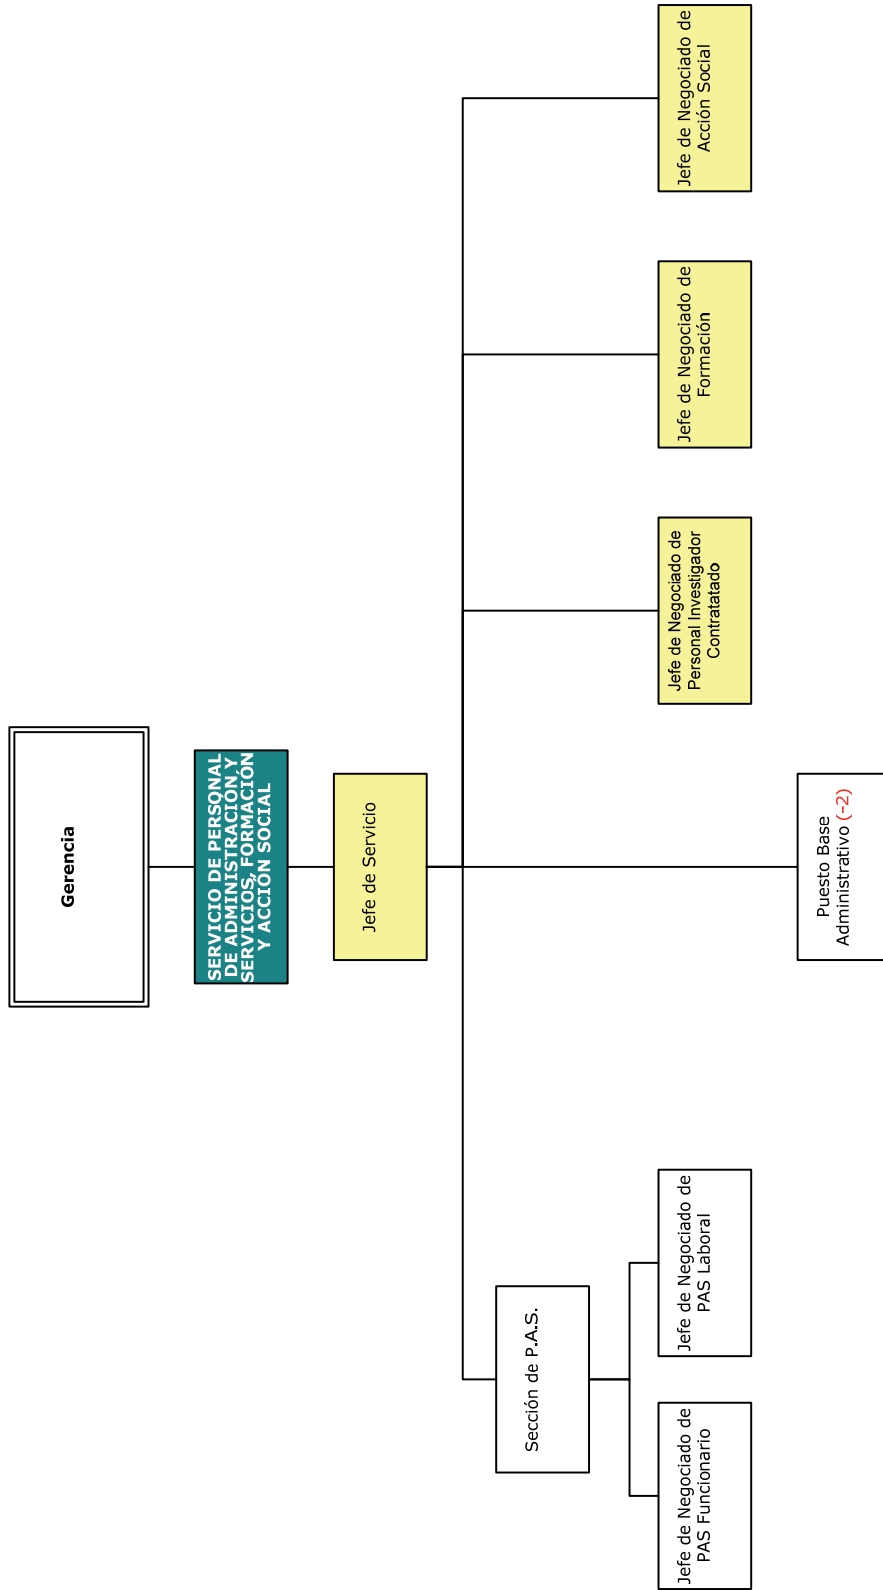 Gerencia
SERVICIO DE PERSONAL
DE ADMINISTRACIÓN Y
SERVICIOS, FORMACIÓN
Y ACCIÓN SOCIAL
Jefe de Servicio
Sección de P.A.S.
Jefe de Negociado de
PAS Funcionario
Jefe de Negociado de
PAS Laboral
Puesto Base
Administrativo (-2)
Jefe de Negociado de
Personal Investigador
Contratatado
Jefe de Negociado de
Formación
Jefe de Negociado de
Acción Social